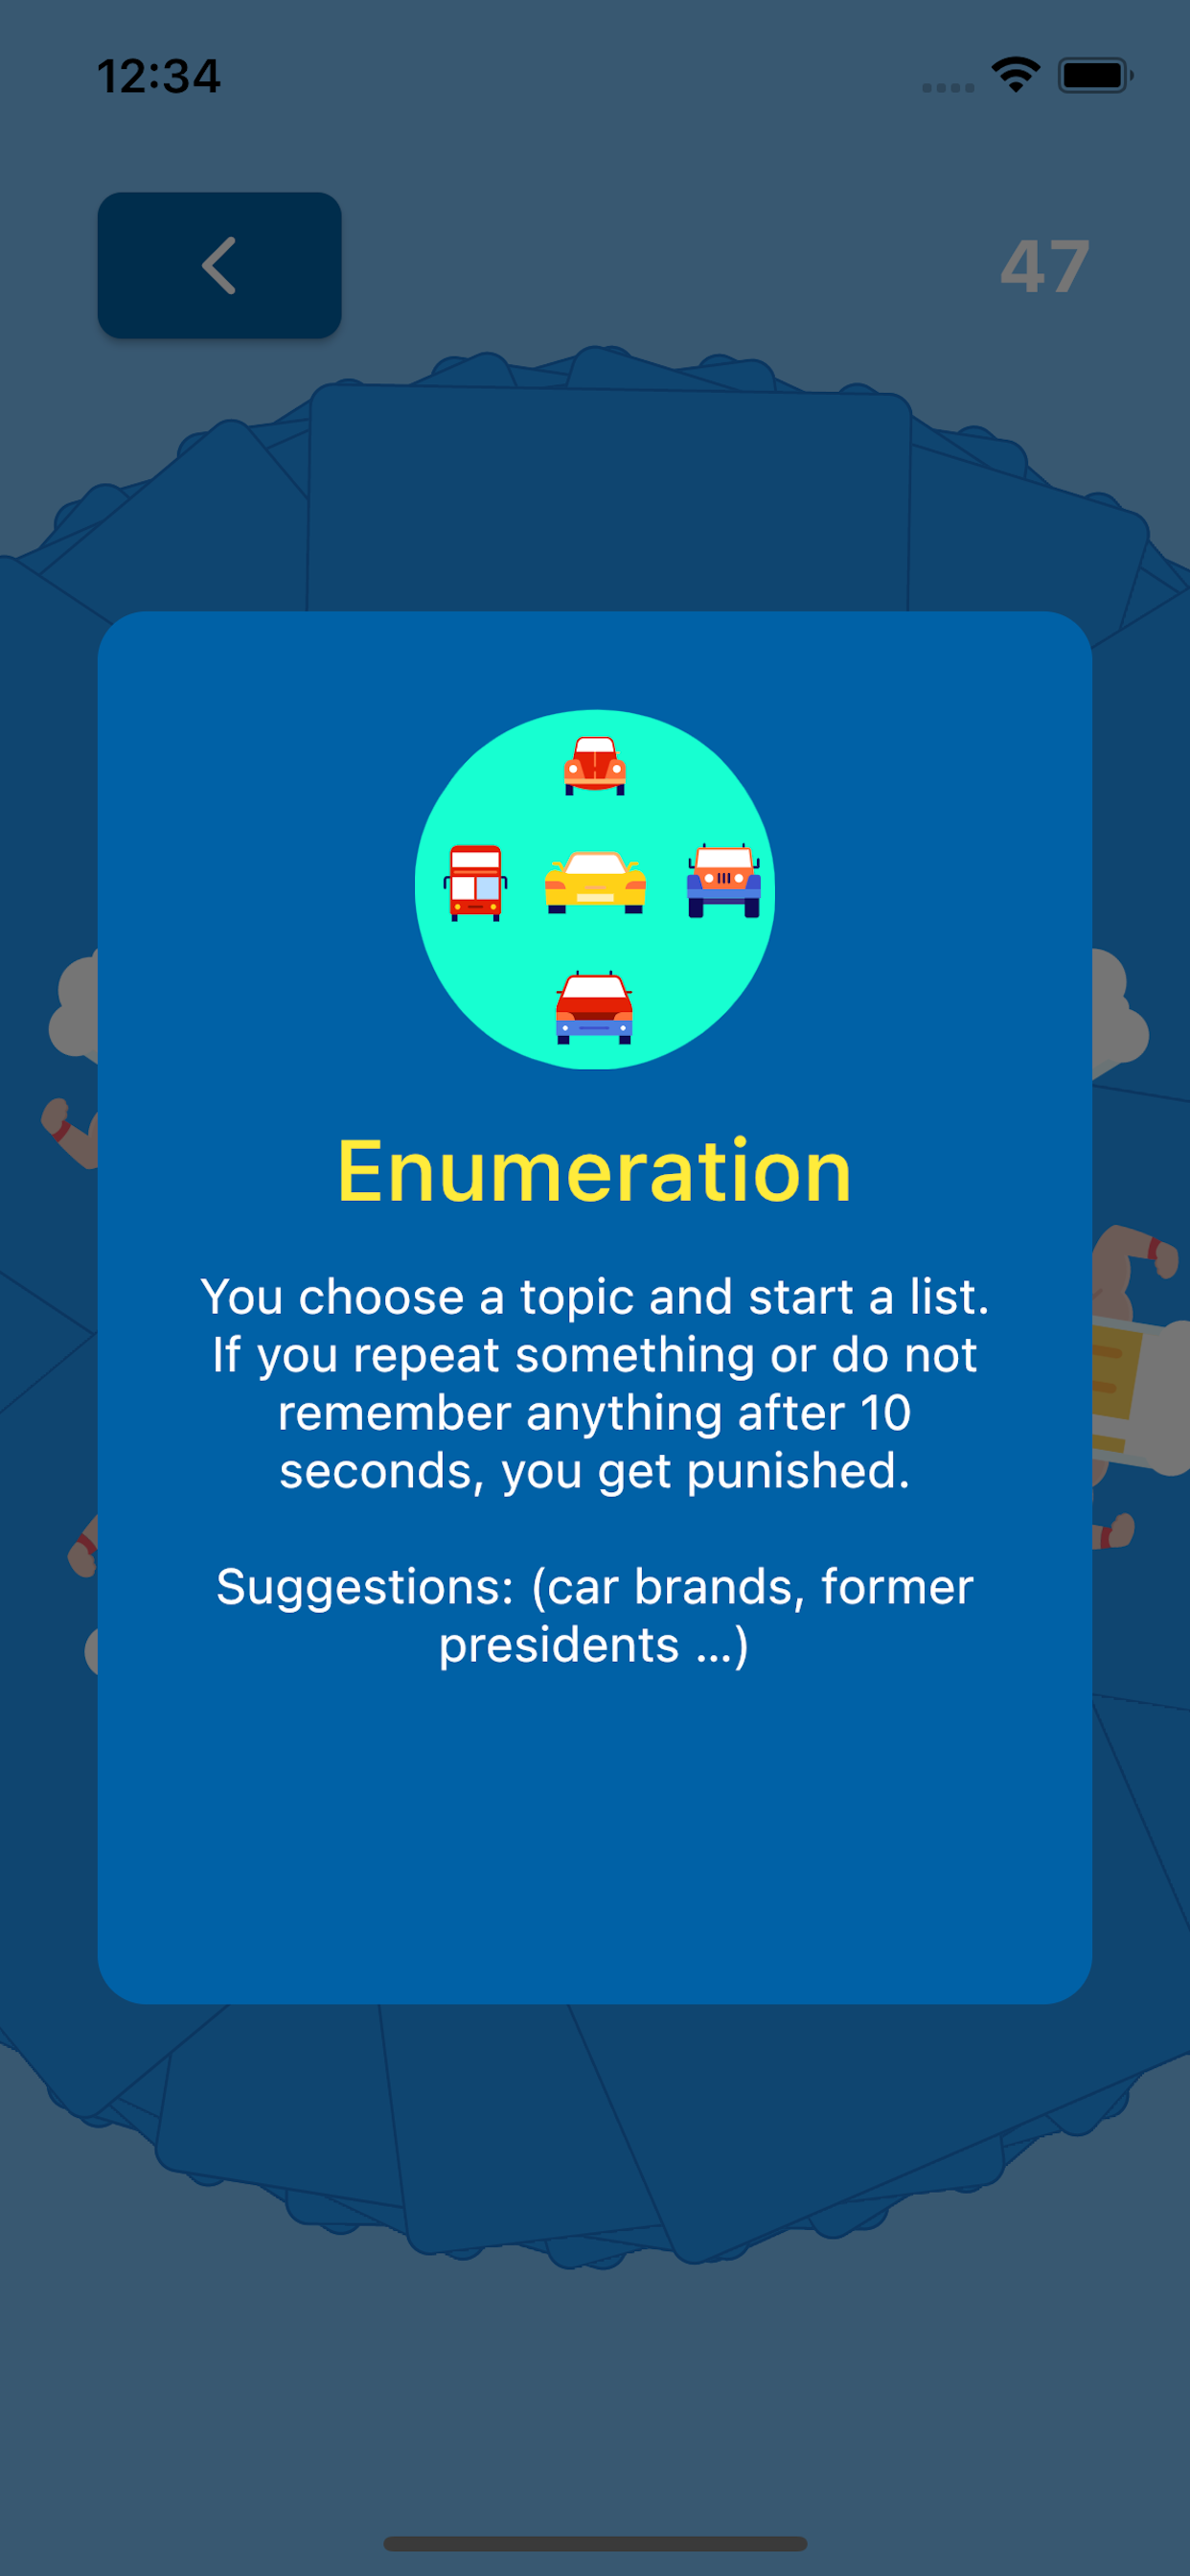 12:34
47
Enumeration
You choose a topic and start a list.
If you repeat something or do not
remember anything after 10
seconds, you get punished.
Suggestions: (car brands, former
presidents ...)